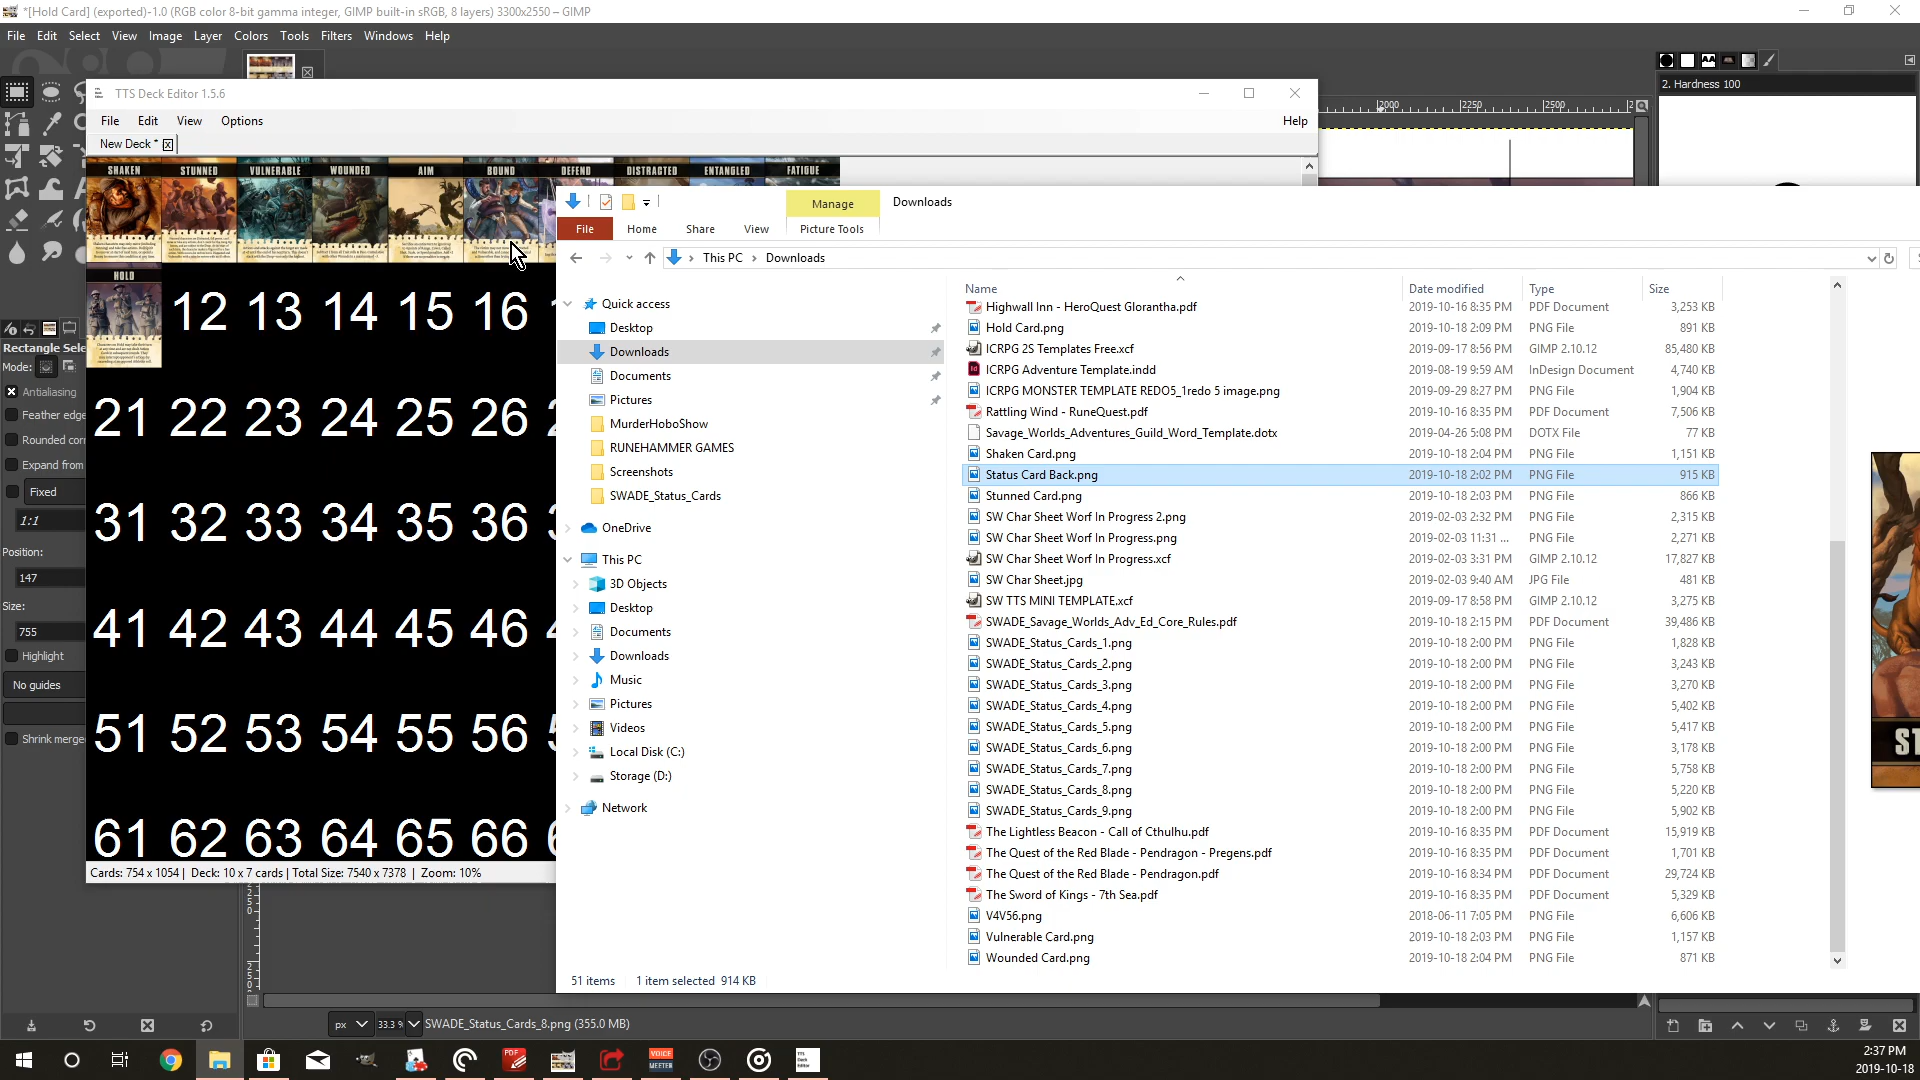 *[Hold Card] (exported)-1.0 (RGB color 8-bit gamma integer, GIMP built-in sRGB, 8 layers) 3300x2550 – GIMP
File Edit Select View Image Layer Colors Tools Filters Windows Help
2. Hardness 100
TTS Deck Editor 1.5.6
File Edit View Options Help
New Deck *
2000 2250 2500
SHAKEN STUNNED VULNERABLE WOUNDED AIM BOUND DEFEND DISTRACTED ENTANGLED FATIGUE
HOLD
12 13 14 15 16
21 22 23 24 25 26
31 32 33 34 35 36
41 42 43 44 45 46
51 52 53 54 55 56
61 62 63 64 65 66
Cards: 754 x 1054 | Deck: 10 x 7 cards | Total Size: 7540 x 7378 | Zoom: 10%
Rectangle Sele
Mode:
Antialiasing
Feather edge
Rounded corn
Expand from
Fixed
1:1
Position:
147
Size:
755
Highlight
No guides
Shrink merge
Manage Downloads
File Home Share View Picture Tools
This PC Downloads
Quick access
Desktop
Downloads
Documents
Pictures
MurderHoboShow
RUNEHAMMER GAMES
Screenshots
SWADE_Status_Cards
OneDrive
This PC
3D Objects
Desktop
Documents
Downloads
Music
Pictures
Videos
Local Disk (C:)
Storage (D:)
Network
Name Date modified Type Size
Highwall Inn - HeroQuest Glorantha.pdf 2019-10-16 8:35 PM PDF Document 3,253 KB
Hold Card.png 2019-10-18 2:09 PM PNG File 891 KB
ICRPG 2S Templates Free.xcf 2019-09-17 8:56 PM GIMP 2.10.12 85,480 KB
ICRPG Adventure Template.indd 2019-08-19 9:59 AM InDesign Document 4,740 KB
ICRPG MONSTER TEMPLATE REDO5_1redo 5 image.png 2019-09-29 8:27 PM PNG File 1,904 KB
Rattling Wind - RuneQuest.pdf 2019-10-16 8:35 PM PDF Document 7,506 KB
Savage_Worlds_Adventures_Guild_Word_Template.dotx 2019-04-26 5:08 PM DOTX File 77 KB
Shaken Card.png 2019-10-18 2:04 PM PNG File 1,151 KB
Status Card Back.png 2019-10-18 2:02 PM PNG File 915 KB
Stunned Card.png 2019-10-18 2:03 PM PNG File 866 KB
SW Char Sheet Worf In Progress 2.png 2019-02-03 2:32 PM PNG File 2,315 KB
SW Char Sheet Worf In Progress.png 2019-02-03 11:31 ... PNG File 2,271 KB
SW Char Sheet Worf In Progress.xcf 2019-02-03 3:31 PM GIMP 2.10.12 17,827 KB
SW Char Sheet.jpg 2019-02-03 9:40 AM JPG File 481 KB
SW TTS MINI TEMPLATE.xcf 2019-09-17 8:58 PM GIMP 2.10.12 3,275 KB
SWADE_Savage_Worlds_Adv_Ed_Core_Rules.pdf 2019-10-18 2:15 PM PDF Document 39,486 KB
SWADE_Status_Cards_1.png 2019-10-18 2:00 PM PNG File 1,828 KB
SWADE_Status_Cards_2.png 2019-10-18 2:00 PM PNG File 3,243 KB
SWADE_Status_Cards_3.png 2019-10-18 2:00 PM PNG File 3,270 KB
SWADE_Status_Cards_4.png 2019-10-18 2:00 PM PNG File 5,402 KB
SWADE_Status_Cards_5.png 2019-10-18 2:00 PM PNG File 5,417 KB
SWADE_Status_Cards_6.png 2019-10-18 2:00 PM PNG File 3,178 KB
SWADE_Status_Cards_7.png 2019-10-18 2:00 PM PNG File 5,758 KB
SWADE_Status_Cards_8.png 2019-10-18 2:00 PM PNG File 5,220 KB
SWADE_Status_Cards_9.png 2019-10-18 2:00 PM PNG File 5,902 KB
The Lightless Beacon - Call of Cthulhu.pdf 2019-10-16 8:35 PM PDF Document 15,919 KB
The Quest of the Red Blade - Pendragon - Pregens.pdf 2019-10-16 8:35 PM PDF Document 1,701 KB
The Quest of the Red Blade - Pendragon.pdf 2019-10-16 8:34 PM PDF Document 29,724 KB
The Sword of Kings - 7th Sea.pdf 2019-10-16 8:35 PM PDF Document 5,329 KB
V4V56.png 2018-06-11 7:05 PM PNG File 6,606 KB
Vulnerable Card.png 2019-10-18 2:03 PM PNG File 1,157 KB
Wounded Card.png 2019-10-18 2:04 PM PNG File 871 KB
51 items 1 item selected 914 KB
ST
px 33.3 % SWADE_Status_Cards_8.png (355.0 MB)
PDF
VOICE
MEETER
TTS
Deck
Editor
2:37 PM
2019-10-18